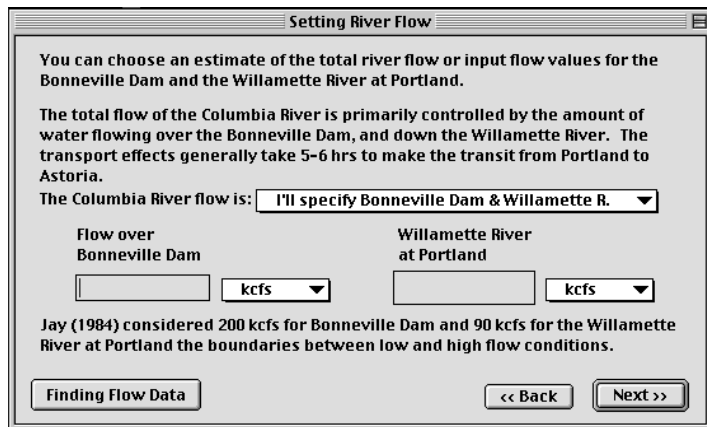 Setting River Flow
You can choose an estimate of the total river flow or input flow values for the
Bonneville Dam and the Willamette River at Portland.
The total flow of the Columbia River is primarily controlled by the amount of
water flowing over the Bonneville Dam, and down the Willamette River. The
transport effects generally take 5-6 hrs to make the transit from Portland to
Astoria.
The Columbia River flow is: I'll specify Bonneville Dam & Willamette R.
Flow over
Bonneville Dam
kcfs
Willamette River
at Portland
kcfs
Jay (1984) considered 200 kcfs for Bonneville Dam and 90 kcfs for the Willamette
River at Portland the boundaries between low and high flow conditions.
Finding Flow Data
<< Back
Next >>